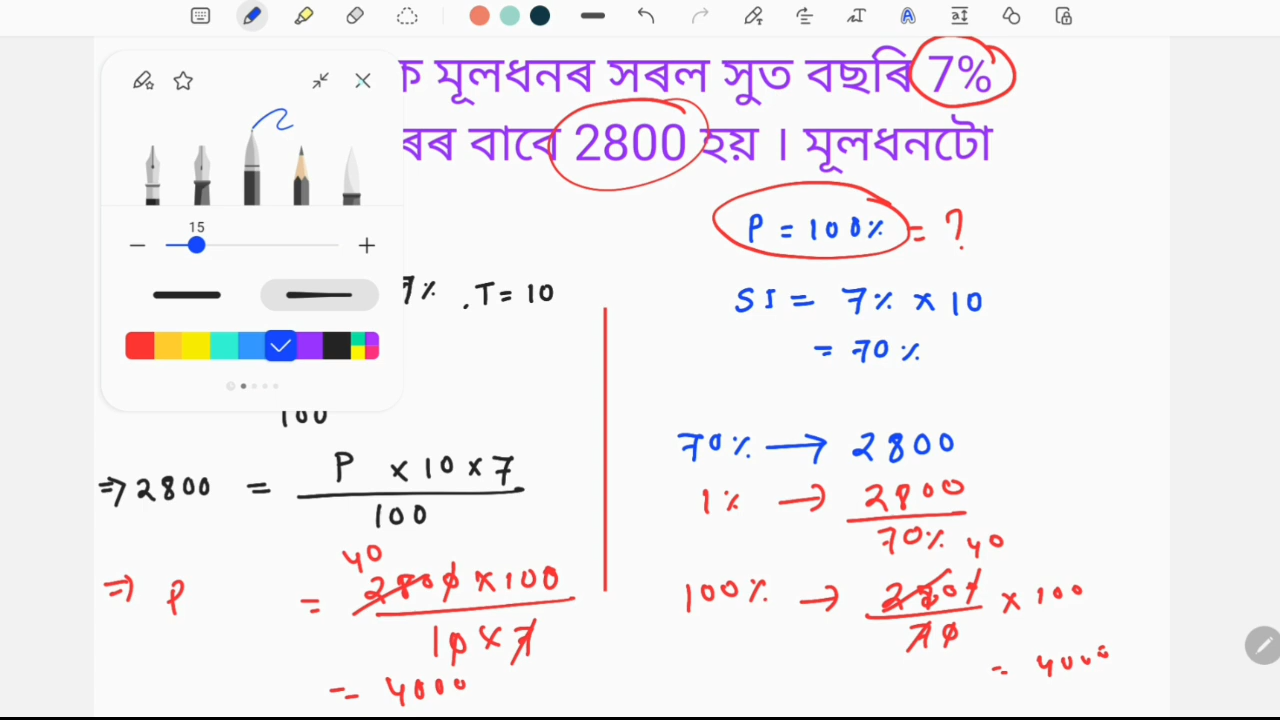 মূলধনৰ সৰল সুত বছৰি 7%
ৰৰ বাবে 2800 হয় । মূলধনটো
P = 100% = ?
15
7% . T = 10
SI = 7% × 10
= 70%
100
70% → 2800
⇒ 2800 = P × 10 × 7 / 100
1% → 2800 / 70%
40
⇒ P = 2800 × 100 / 10 × 7
= 4000
40
100% → 2800 / 70 × 100
= 4000